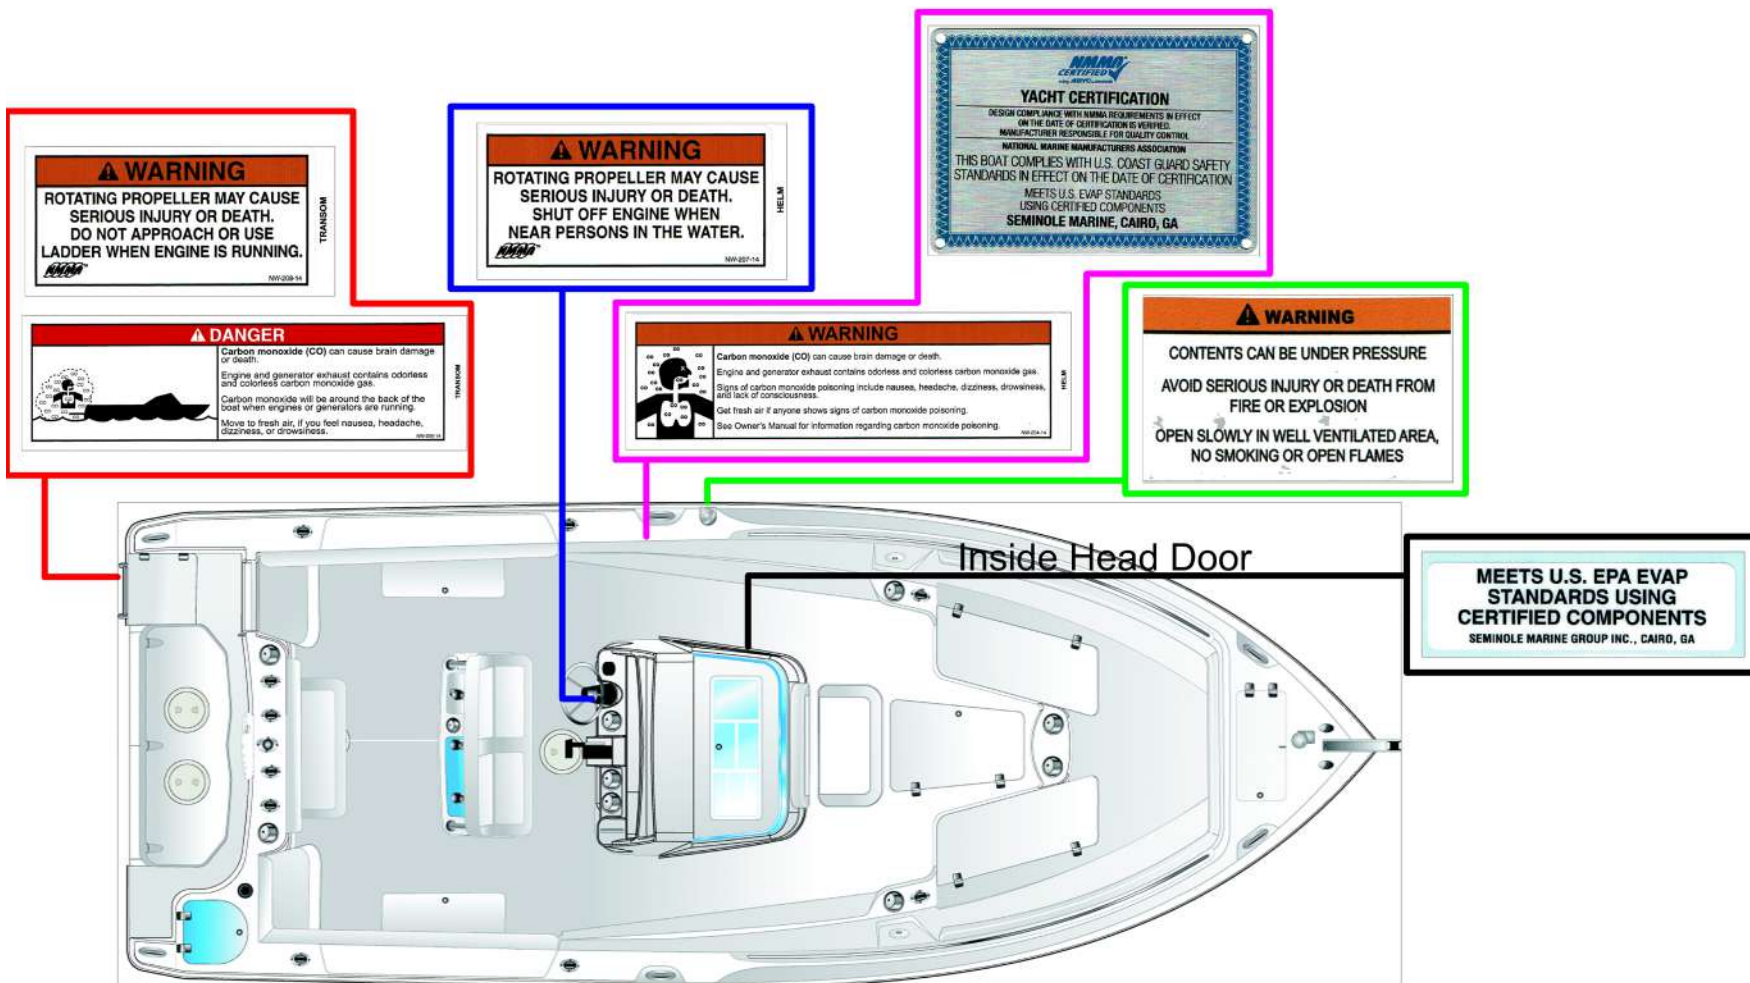 WARNING
ROTATING PROPELLER MAY CAUSE
SERIOUS INJURY OR DEATH.
DO NOT APPROACH OR USE
LADDER WHEN ENGINE IS RUNNING.
NMMA
TRANSOM
NW-208-14
DANGER
Carbon monoxide (CO) can cause brain damage
or death.
Engine and generator exhaust contains odorless
and colorless carbon monoxide gas.
Carbon monoxide will be around the back of the
boat when engines or generators are running.
Move to fresh air, if you feel nausea, headache,
dizziness, or drowsiness.
TRANSOM
WARNING
ROTATING PROPELLER MAY CAUSE
SERIOUS INJURY OR DEATH.
SHUT OFF ENGINE WHEN
NEAR PERSONS IN THE WATER.
NMMA
HELM
NW-207-14
NMMA
CERTIFIED
YACHT CERTIFICATION
DESIGN COMPLIANCE WITH NMMA REQUIREMENTS IN EFFECT
ON THE DATE OF CERTIFICATION IS VERIFIED.
MANUFACTURER RESPONSIBLE FOR QUALITY CONTROL
NATIONAL MARINE MANUFACTURERS ASSOCIATION
THIS BOAT COMPLIES WITH U.S. COAST GUARD SAFETY
STANDARDS IN EFFECT ON THE DATE OF CERTIFICATION
MEETS U.S. EVAP STANDARDS
USING CERTIFIED COMPONENTS
SEMINOLE MARINE, CAIRO, GA
WARNING
Carbon monoxide (CO) can cause brain damage or death.
Engine and generator exhaust contains odorless and colorless carbon monoxide gas.
Signs of carbon monoxide poisoning include nausea, headache, dizziness, drowsiness,
and lack of consciousness.
Get fresh air if anyone shows signs of carbon monoxide poisoning.
See Owner's Manual for information regarding carbon monoxide poisoning.
HELM
WARNING
CONTENTS CAN BE UNDER PRESSURE
AVOID SERIOUS INJURY OR DEATH FROM
FIRE OR EXPLOSION
OPEN SLOWLY IN WELL VENTILATED AREA,
NO SMOKING OR OPEN FLAMES
Inside Head Door
MEETS U.S. EPA EVAP
STANDARDS USING
CERTIFIED COMPONENTS
SEMINOLE MARINE GROUP INC., CAIRO, GA